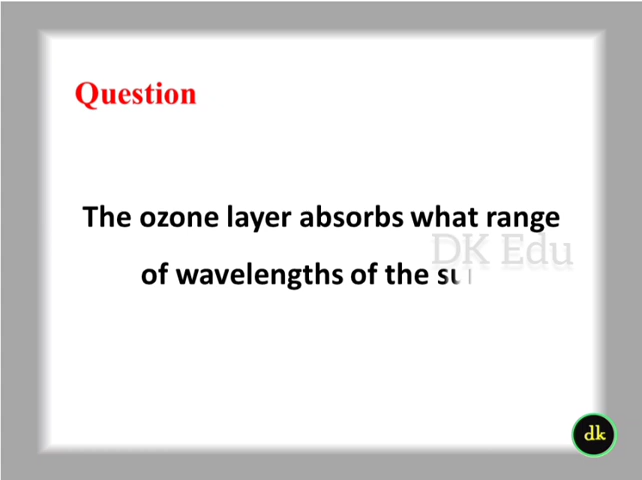 Question
The ozone layer absorbs what range
DK Edu
of wavelengths of the
dk